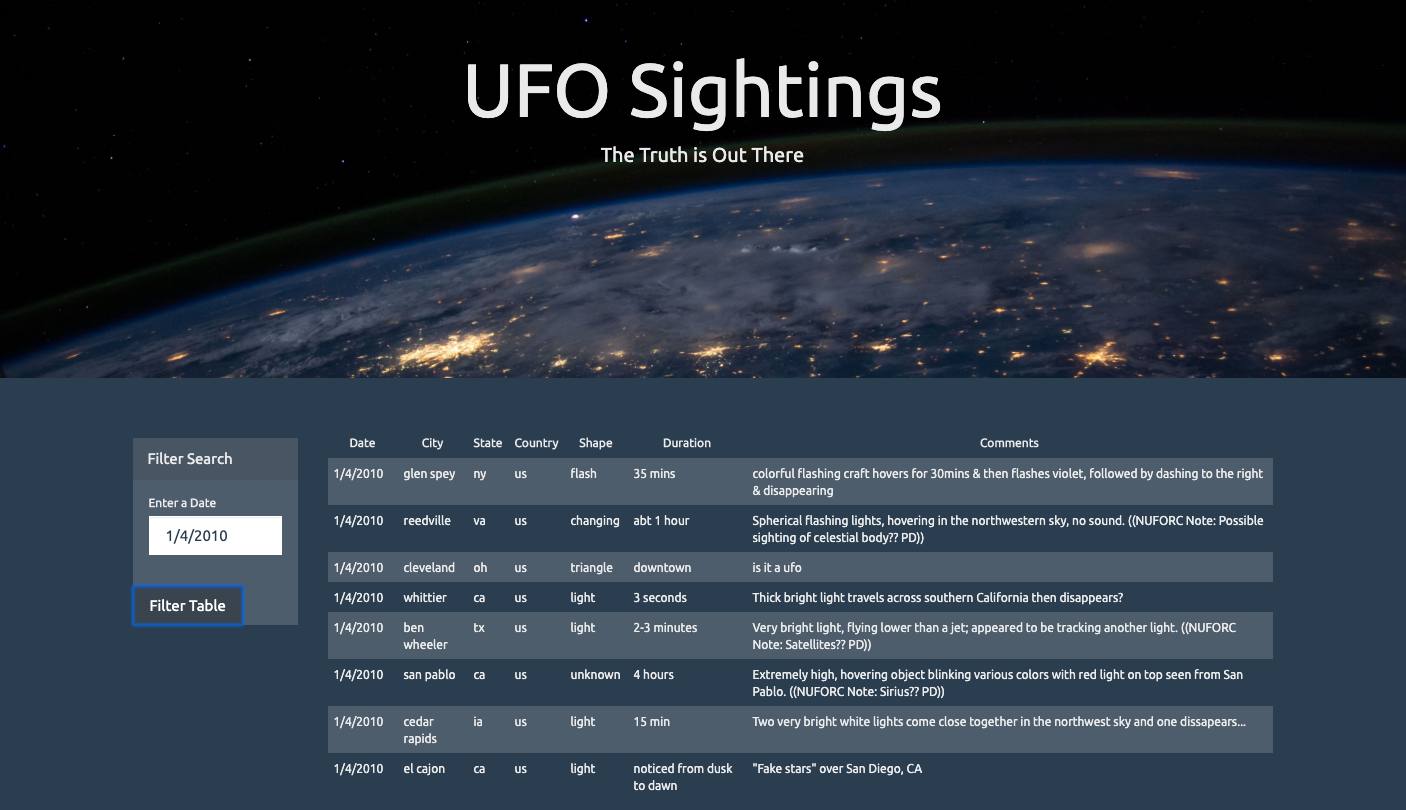 UFO Sightings
The Truth is Out There
Filter Search
Enter a Date
1/4/2010
Filter Table
Date City State Country Shape Duration Comments
1/4/2010 glen spey ny us flash 35 mins colorful flashing craft hovers for 30mins & then flashes violet, followed by dashing to the right
& disappearing
1/4/2010 reedville va us changing abt 1 hour Spherical flashing lights, hovering in the northwestern sky, no sound. ((NUFORC Note: Possible
sighting of celestial body?? PD))
1/4/2010 cleveland oh us triangle downtown is it a ufo
1/4/2010 whittier ca us light 3 seconds Thick bright light travels across southern California then disappears?
1/4/2010 ben tx us light 2-3 minutes Very bright light, flying lower than a jet; appeared to be tracking another light. ((NUFORC
wheeler Note: Satellites?? PD))
1/4/2010 san pablo ca us unknown 4 hours Extremely high, hovering object blinking various colors with red light on top seen from San
Pablo. ((NUFORC Note: Sirius?? PD))
1/4/2010 cedar ia us light 15 min Two very bright white lights come close together in the northwest sky and one dissapears...
rapids
1/4/2010 el cajon ca us light noticed from dusk "Fake stars" over San Diego, CA
to dawn